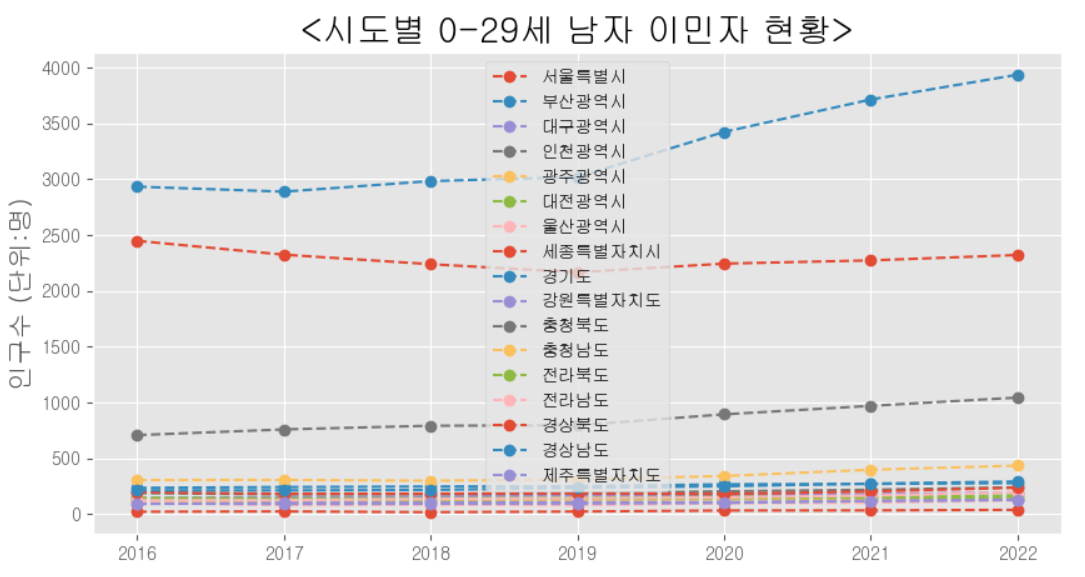 <시도별 0-29세 남자 이민자 현황>
인구수 (단위:명)
4000
3500
3000
2500
2000
1500
1000
500
0
서울특별시
부산광역시
대구광역시
인천광역시
광주광역시
대전광역시
울산광역시
세종특별자치시
경기도
강원특별자치도
충청북도
충청남도
전라북도
전라남도
경상북도
경상남도
제주특별자치도
2016 2017 2018 2019 2020 2021 2022